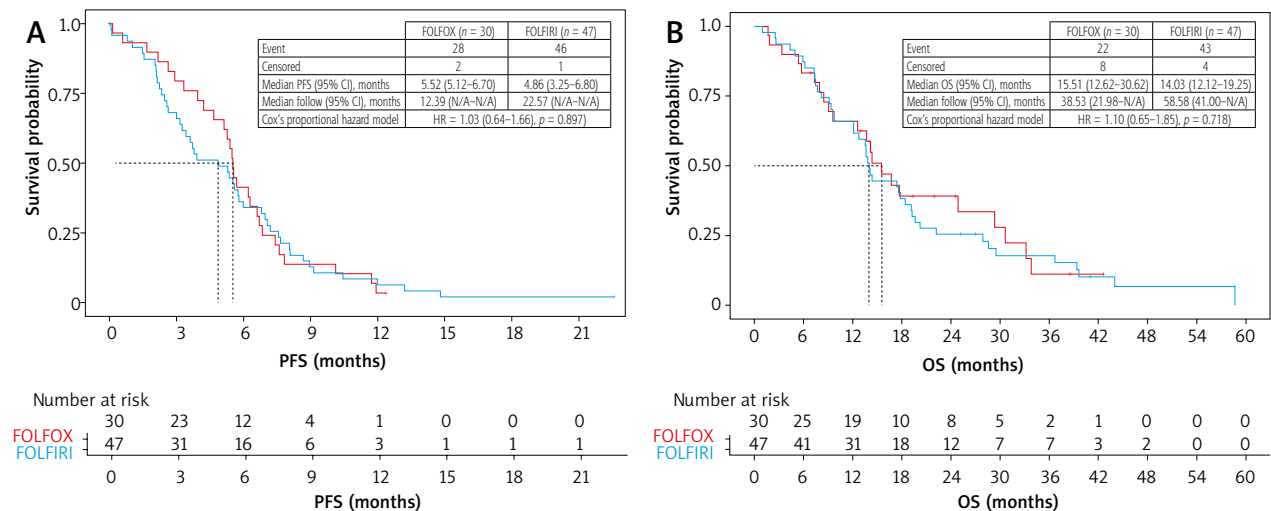 A
Survival probability
1.0
0.75
0.50
0.25
0
FOLFOX (n = 30) FOLFIRI (n = 47)
Event 28 46
Censored 2 1
Median PFS (95% CI), months 5.52 (5.12–6.70) 4.86 (3.25–6.80)
Median follow (95% CI), months 12.39 (N/A–N/A) 22.57 (N/A–N/A)
Cox's proportional hazard model HR = 1.03 (0.64–1.66), p = 0.897
0 3 6 9 12 15 18 21
PFS (months)
Number at risk
30 23 12 4 1 0 0 0
FOLFOX
47 31 16 6 3 1 1 1
FOLFIRI
0 3 6 9 12 15 18 21
PFS (months)
B
Survival probability
1.0
0.75
0.50
0.25
0
FOLFOX (n = 30) FOLFIRI (n = 47)
Event 22 43
Censored 8 4
Median OS (95% CI), months 15.51 (12.62–30.62) 14.03 (12.12–19.25)
Median follow (95% CI), months 38.53 (21.98–N/A) 58.58 (41.00–N/A)
Cox's proportional hazard model HR = 1.10 (0.65–1.85), p = 0.718
0 6 12 18 24 30 36 42 48 54 60
OS (months)
Number at risk
30 25 19 10 8 5 2 1 0 0 0
FOLFOX
47 41 31 18 12 7 7 3 2 0 0
FOLFIRI
0 6 12 18 24 30 36 42 48 54 60
OS (months)